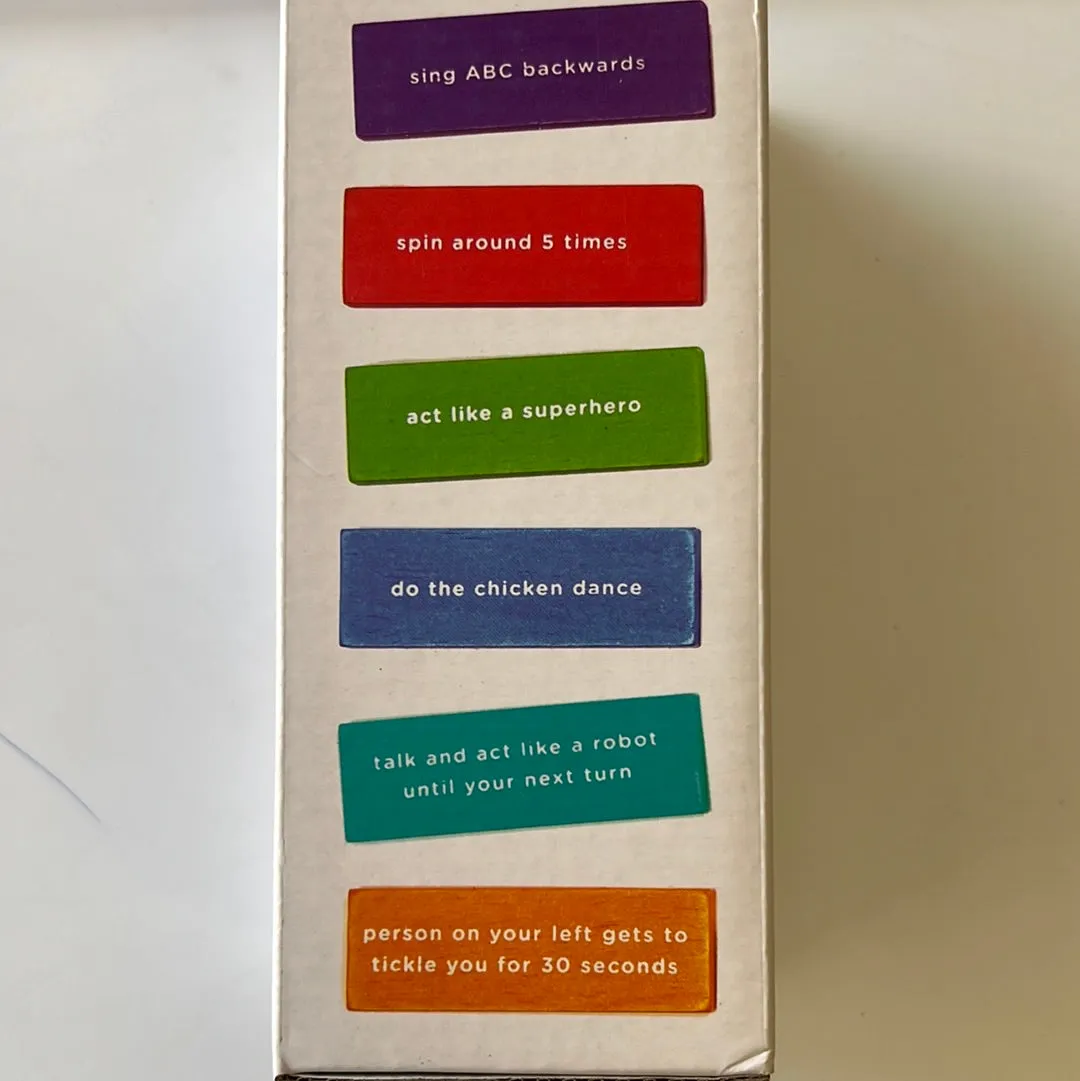 sing ABC backwards
spin around 5 times
act like a superhero
do the chicken dance
talk and act like a robot
until your next turn
person on your left gets to
tickle you for 30 seconds